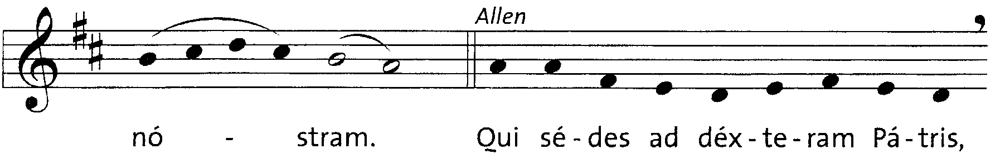 Allen
nó - stram. Qui sé - des ad déx - te - ram Pá - tris,